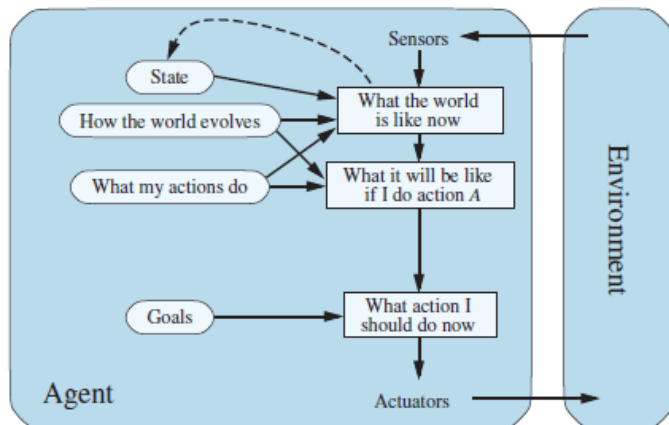 Sensors
State
What the world
is like now
How the world evolves
What my actions do
What it will be like
if I do action A
Goals
What action I
should do now
Agent
Actuators
Environment